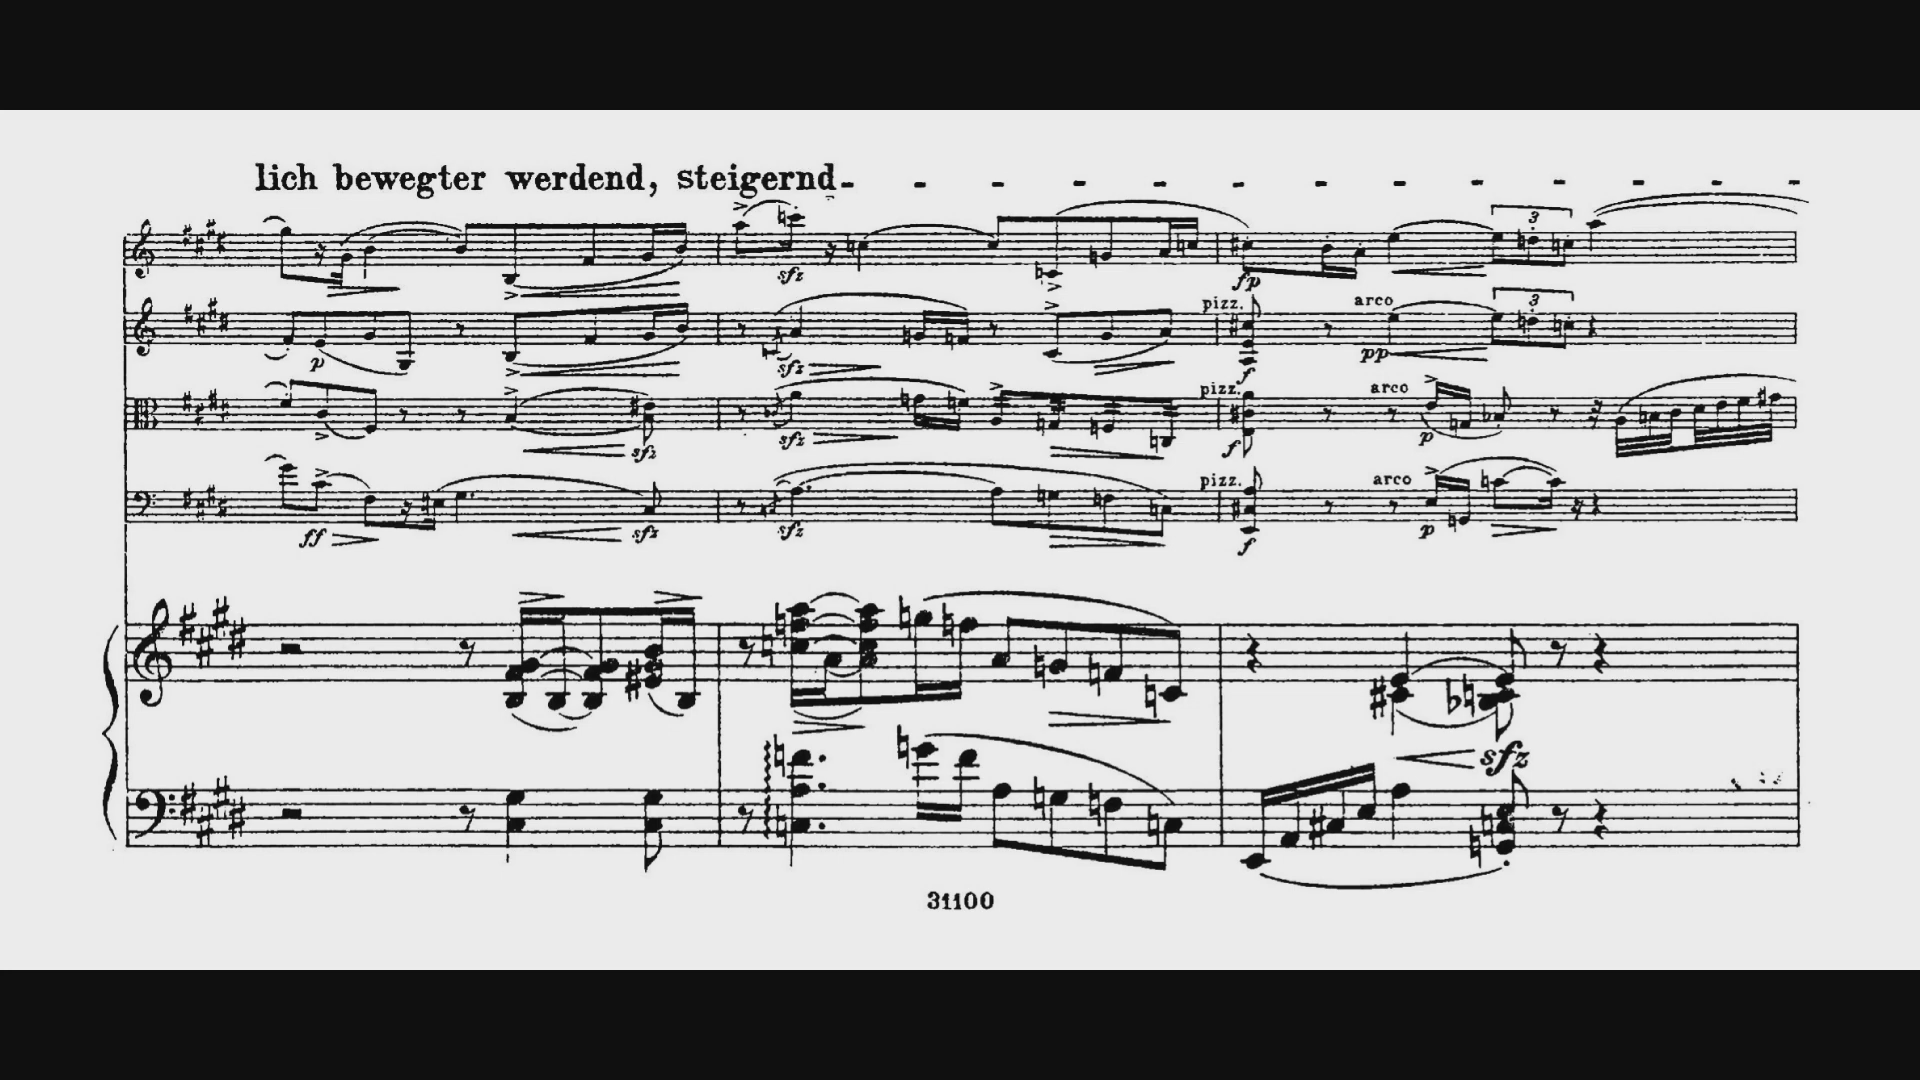 lich bewegter werdend, steigernd- - - - - - - - - - - - -
sfz fp 3
p sfz pizz. f arco pp 3
sfz sfz pizz. f arco p
ff sfz sfz pizz. f arco p
sfz
31100